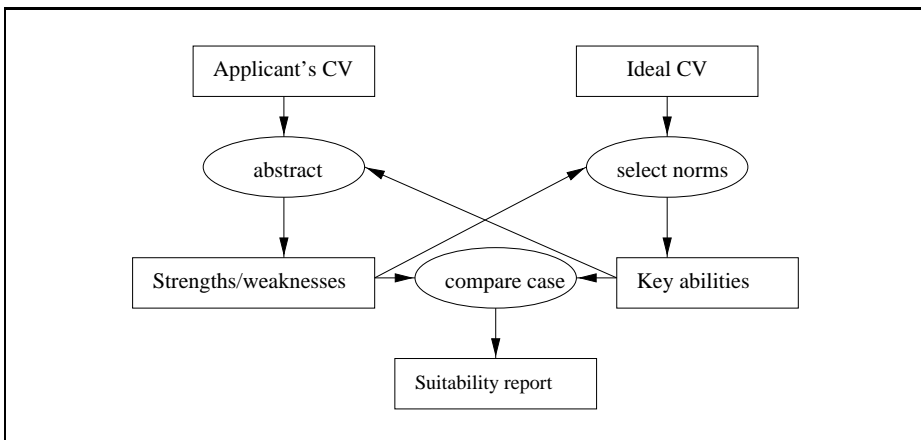 Applicant's CV
Ideal CV
abstract
select norms
Strengths/weaknesses
compare case
Key abilities
Suitability report